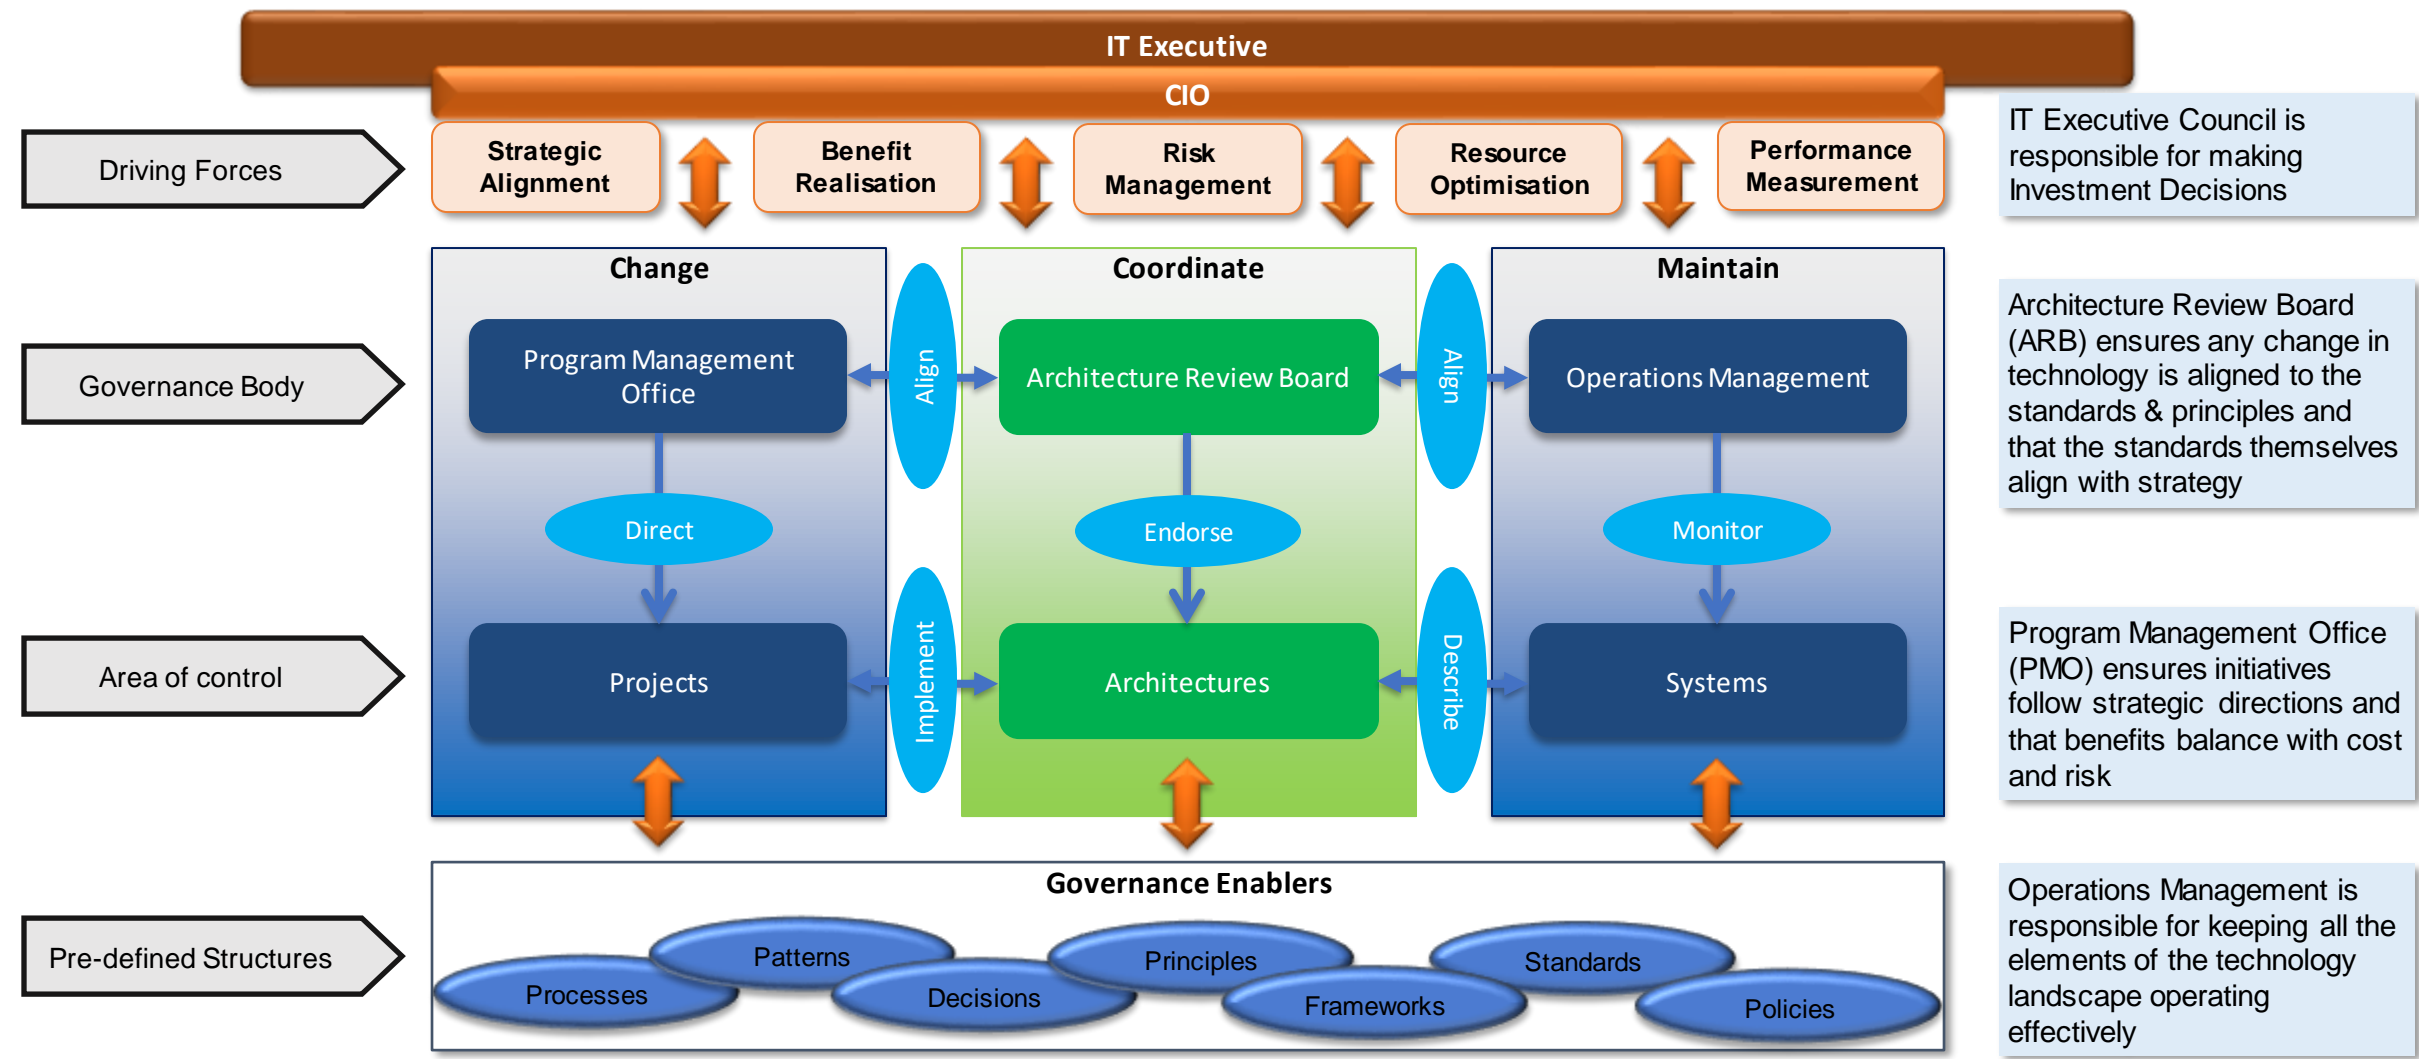 IT Executive
CIO
Driving Forces
Strategic
Alignment
Benefit
Realisation
Risk
Management
Resource
Optimisation
Performance
Measurement
IT Executive Council is
responsible for making
Investment Decisions
Change
Coordinate
Maintain
Governance Body
Program Management
Office
Align
Architecture Review Board
Align
Operations Management
Architecture Review Board
(ARB) ensures any change in
technology is aligned to the
standards & principles and
that the standards themselves
align with strategy
Direct
Endorse
Monitor
Area of control
Projects
Implement
Architectures
Describe
Systems
Program Management Office
(PMO) ensures initiatives
follow strategic directions and
that benefits balance with cost
and risk
Governance Enablers
Pre-defined Structures
Processes
Patterns
Decisions
Principles
Frameworks
Standards
Policies
Operations Management is
responsible for keeping all the
elements of the technology
landscape operating
effectively